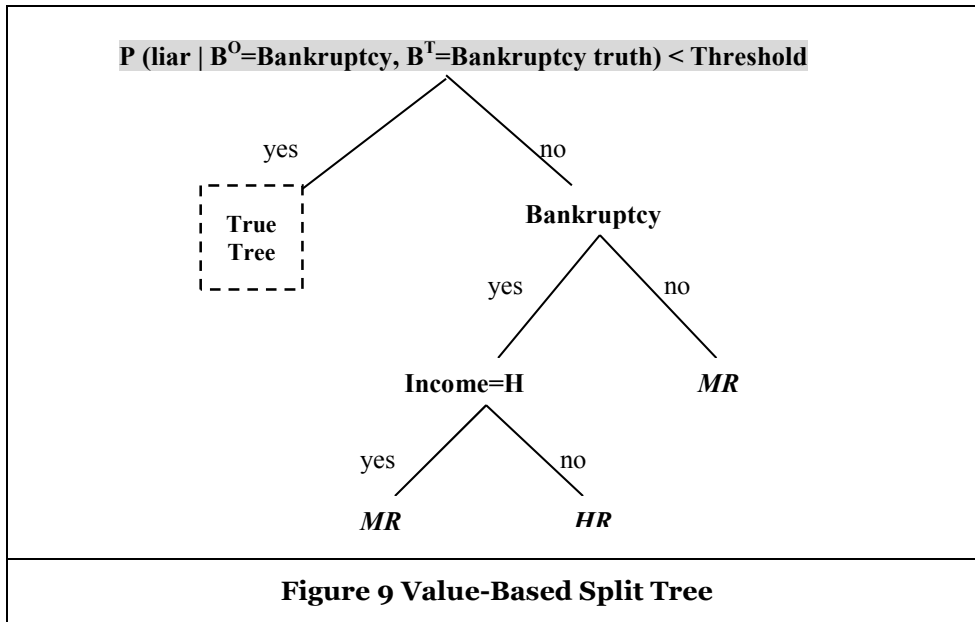 P (liar | B^O=Bankruptcy, B^T=Bankruptcy truth) < Threshold
yes
no
True
Tree
Bankruptcy
yes
no
Income=H
MR
yes
no
MR
HR
Figure 9 Value-Based Split Tree